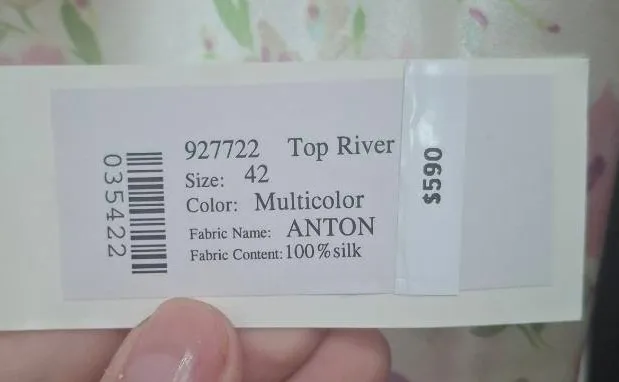 927722 Top River
Size: 42
Color: Multicolor
Fabric Name: ANTON
Fabric Content: 100% silk
035422
$590